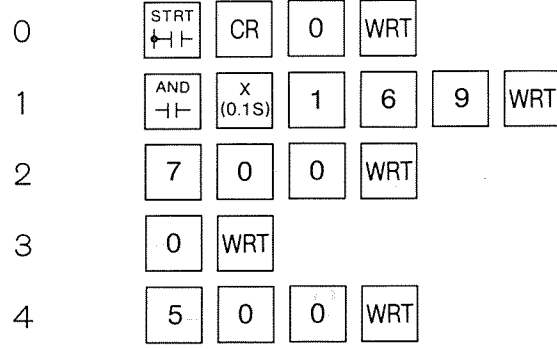 0 STRT CR 0 WRT
1 AND X (0.1S) 1 6 9 WRT
2 7 0 0 WRT
3 0 WRT
4 5 0 0 WRT